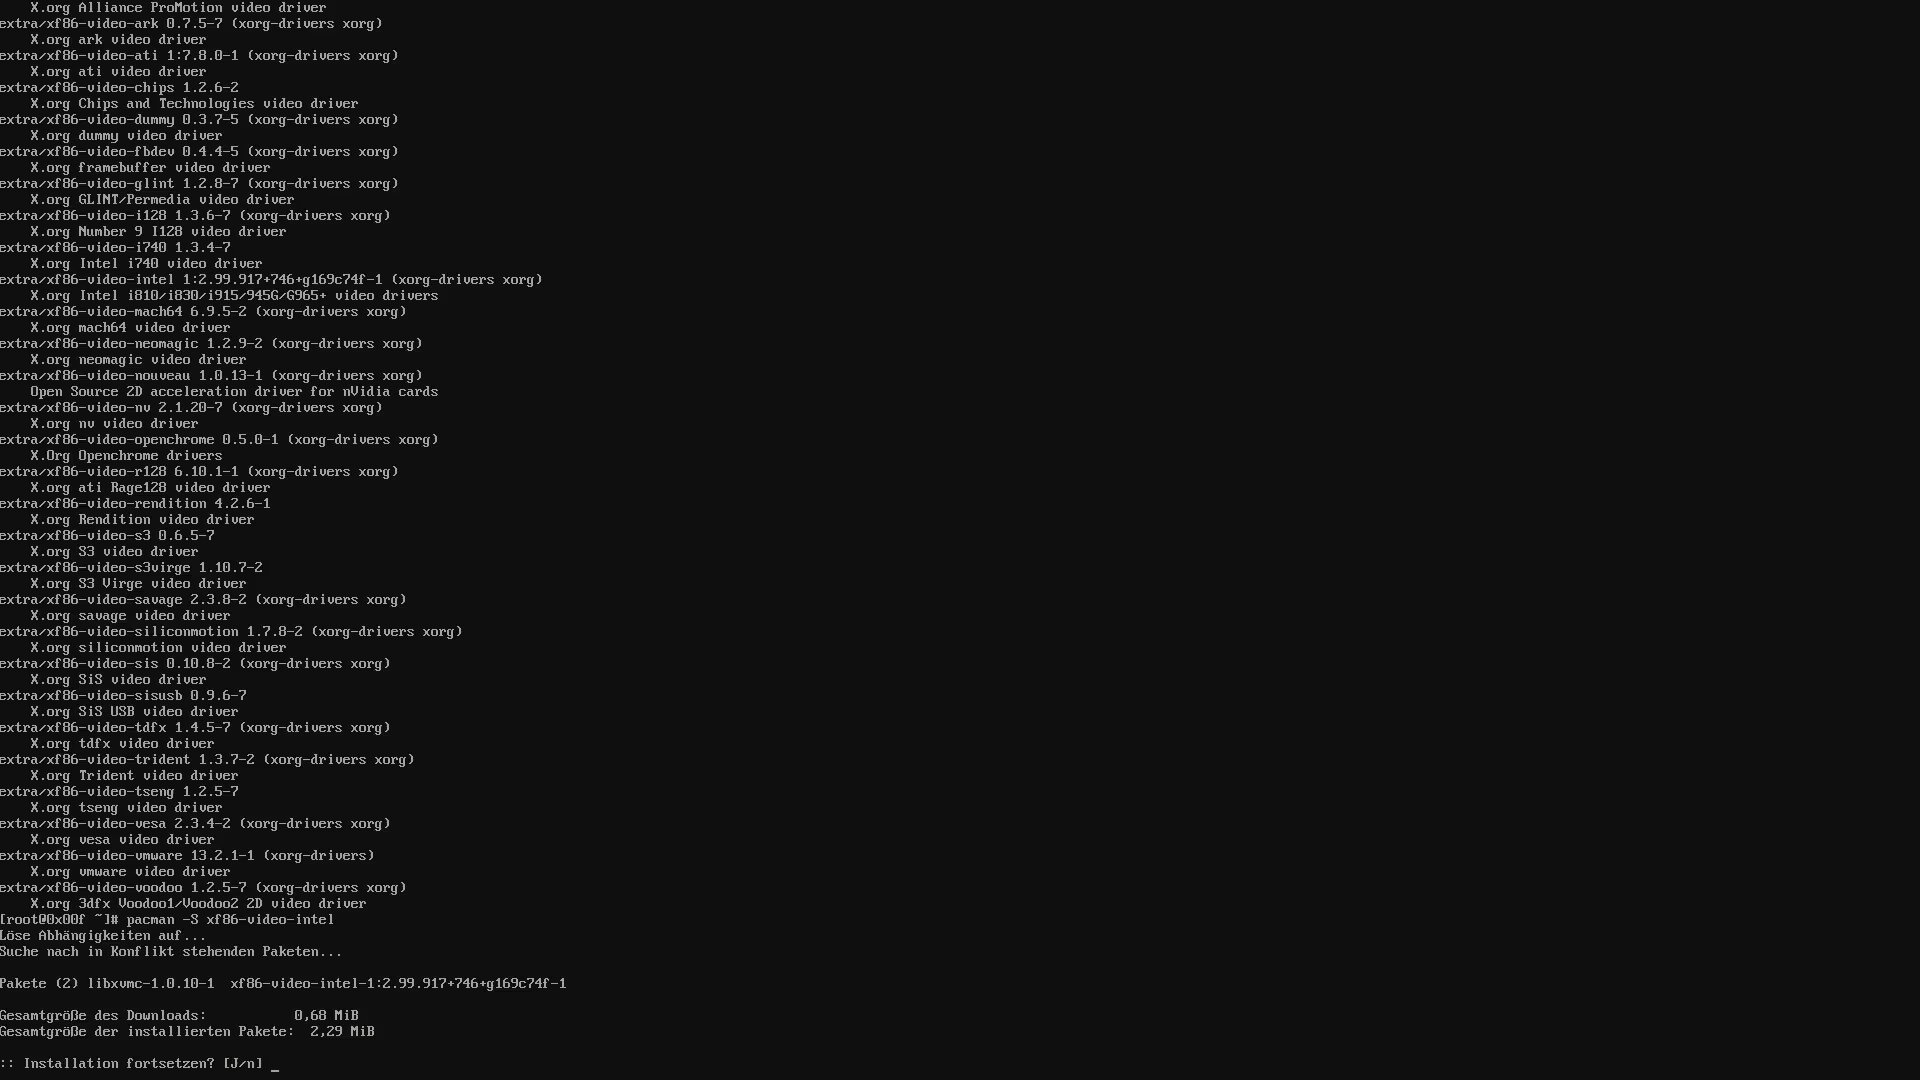 X.org Alliance ProMotion video driver
extra/xf86-video-ark 0.7.5-7 (xorg-drivers xorg)
X.org ark video driver
extra/xf86-video-ati 1:7.8.0-1 (xorg-drivers xorg)
X.org ati video driver
extra/xf86-video-chips 1.2.6-2
X.org Chips and Technologies video driver
extra/xf86-video-dummy 0.3.7-5 (xorg-drivers xorg)
X.org dummy video driver
extra/xf86-video-fbdev 0.4.4-5 (xorg-drivers xorg)
X.org framebuffer video driver
extra/xf86-video-glint 1.2.8-7 (xorg-drivers xorg)
X.org GLINT/Permedia video driver
extra/xf86-video-i128 1.3.6-7 (xorg-drivers xorg)
X.org Number 9 I128 video driver
extra/xf86-video-i740 1.3.4-7
X.org Intel i740 video driver
extra/xf86-video-intel 1:2.99.917+746+g169c74f-1 (xorg-drivers xorg)
X.org Intel i810/i830/i915/945G/G965+ video drivers
extra/xf86-video-mach64 6.9.5-2 (xorg-drivers xorg)
X.org mach64 video driver
extra/xf86-video-neomagic 1.2.9-2 (xorg-drivers xorg)
X.org neomagic video driver
extra/xf86-video-nouveau 1.0.13-1 (xorg-drivers xorg)
Open Source 2D acceleration driver for nVidia cards
extra/xf86-video-nv 2.1.20-7 (xorg-drivers xorg)
X.org nv video driver
extra/xf86-video-openchrome 0.5.0-1 (xorg-drivers xorg)
X.Org Openchrome drivers
extra/xf86-video-r128 6.10.1-1 (xorg-drivers xorg)
X.org ati Rage128 video driver
extra/xf86-video-rendition 4.2.6-1
X.org Rendition video driver
extra/xf86-video-s3 0.6.5-7
X.org S3 video driver
extra/xf86-video-s3virge 1.10.7-2
X.org S3 Virge video driver
extra/xf86-video-savage 2.3.8-2 (xorg-drivers xorg)
X.org savage video driver
extra/xf86-video-siliconmotion 1.7.8-2 (xorg-drivers xorg)
X.org siliconmotion video driver
extra/xf86-video-sis 0.10.8-2 (xorg-drivers xorg)
X.org SiS video driver
extra/xf86-video-sisusb 0.9.6-7
X.org SiS USB video driver
extra/xf86-video-tdfx 1.4.5-7 (xorg-drivers xorg)
X.org tdfx video driver
extra/xf86-video-trident 1.3.7-2 (xorg-drivers xorg)
X.org Trident video driver
extra/xf86-video-tseng 1.2.5-7
X.org tseng video driver
extra/xf86-video-vesa 2.3.4-2 (xorg-drivers xorg)
X.org vesa video driver
extra/xf86-video-vmware 13.2.1-1 (xorg-drivers)
X.org vmware video driver
extra/xf86-video-voodoo 1.2.5-7 (xorg-drivers xorg)
X.org 3dfx Voodoo1/Voodoo2 2D video driver
[root@0x00f ~]# pacman -S xf86-video-intel
Löse Abhängigkeiten auf...
Suche nach in Konflikt stehenden Paketen...
Pakete (2) libxvmc-1.0.10-1  xf86-video-intel-1:2.99.917+746+g169c74f-1
Gesamtgröße des Downloads:           0,68 MiB
Gesamtgröße der installierten Pakete:  2,29 MiB
:: Installation fortsetzen? [J/n] _